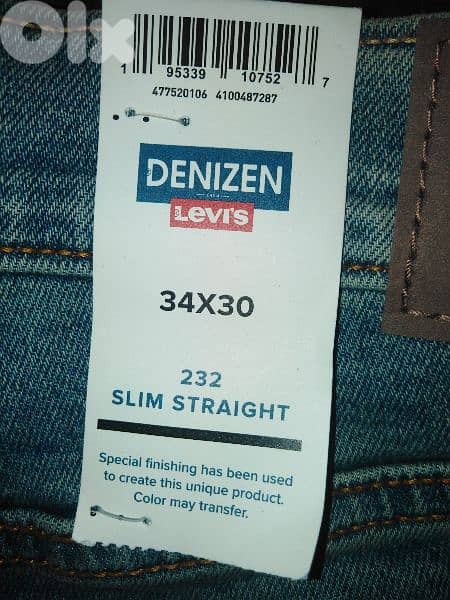 OLX
1 95339 10752 7
477520106 4100487287
DENIZEN
Levi's
34X30
232
SLIM STRAIGHT
Special finishing has been used
to create this unique product.
Color may transfer.